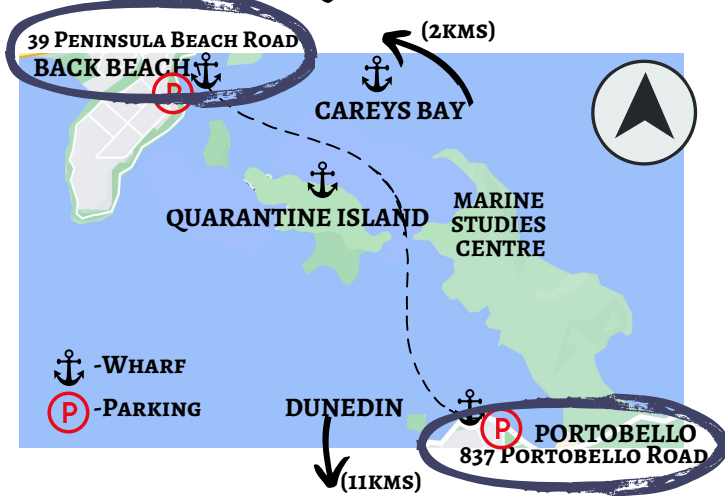 39 Peninsula Beach Road
BACK BEACH
P
(2KMS)
CAREYS BAY
QUARANTINE ISLAND
MARINE
STUDIES
CENTRE
-Wharf
P -Parking
DUNEDIN
(11KMS)
P
PORTOBELLO
837 Portobello Road